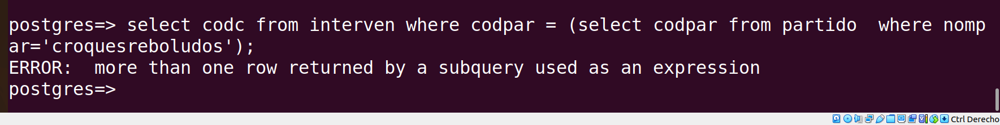 postgres=> select codc from interven where codpar = (select codpar from partido  where nomp
ar='croquesreboludos');
ERROR:  more than one row returned by a subquery used as an expression
postgres=>
Ctrl Derecho